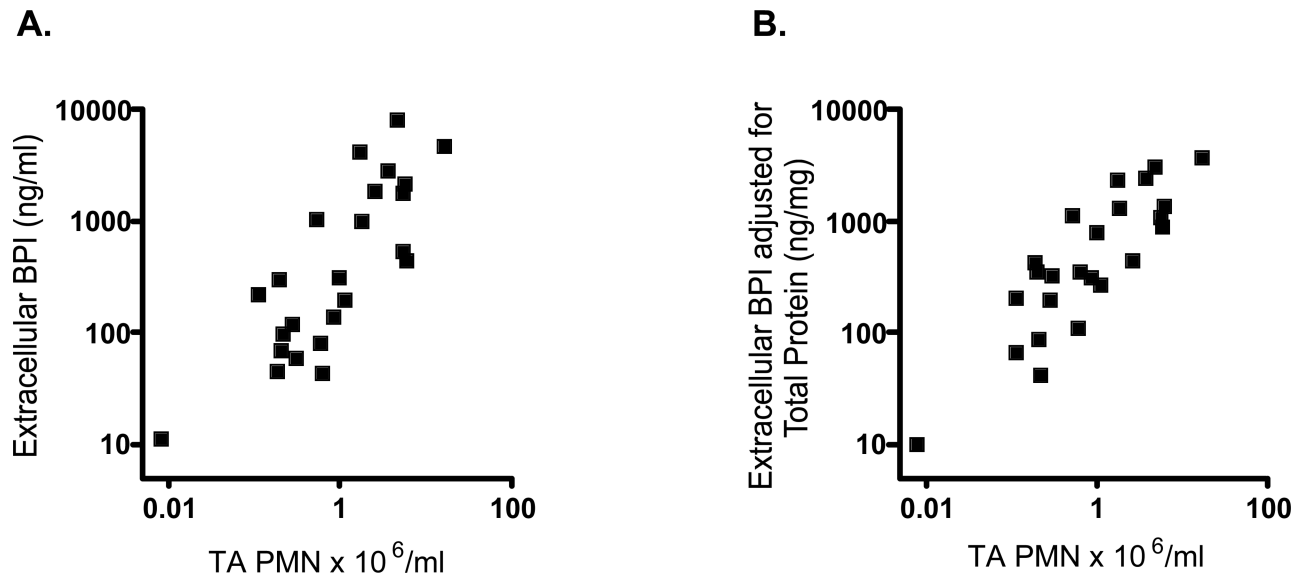 A.
Extracellular BPI (ng/ml)
10000
1000
100
10
0.01 1 100
TA PMN x 10 6/ml
B.
Extracellular BPI adjusted for
Total Protein (ng/mg)
10000
1000
100
10
0.01 1 100
TA PMN x 10 6/ml